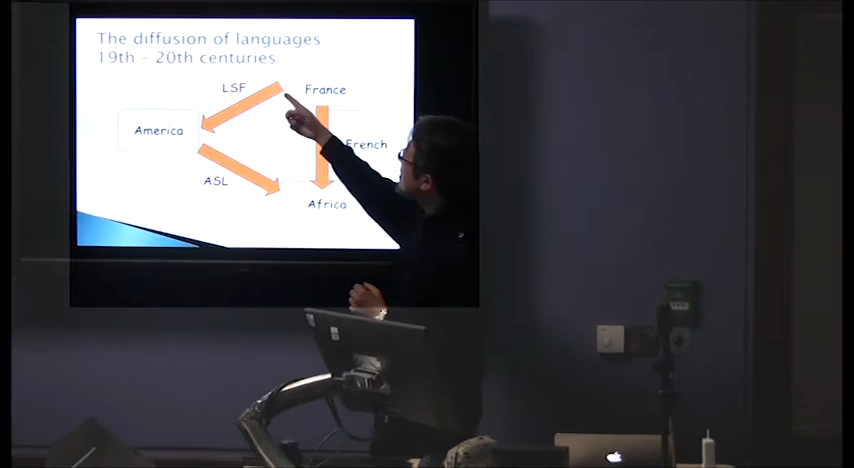 The diffusion of languages
19th - 20th centuries
LSF
France
America
French
ASL
Africa